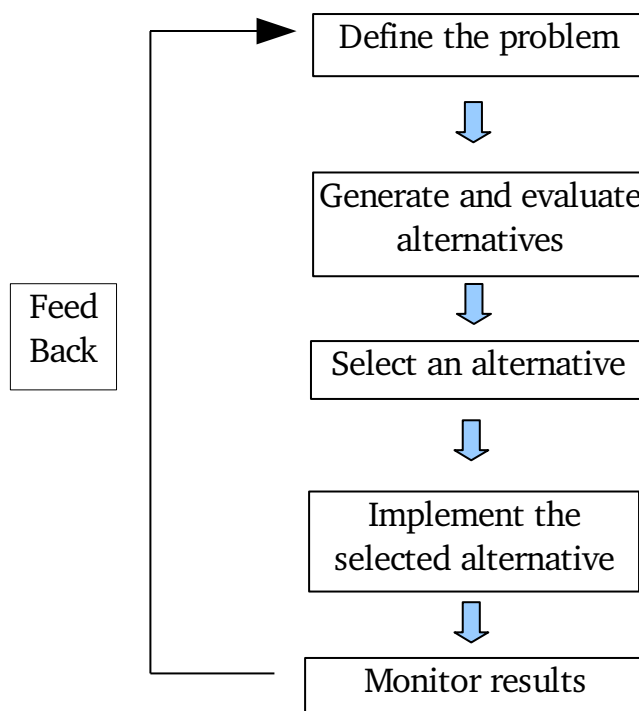 Define the problem
Generate and evaluate
alternatives
Feed
Back
Select an alternative
Implement the
selected alternative
Monitor results